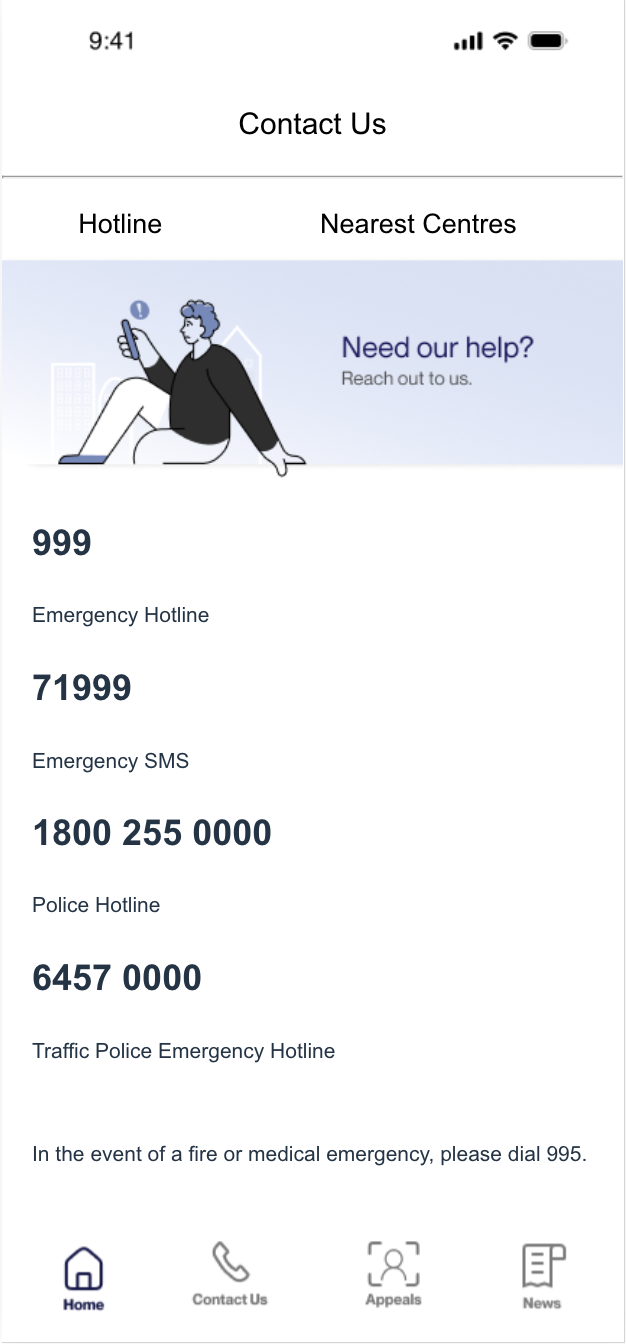 9:41
Contact Us
Hotline Nearest Centres
Need our help?
Reach out to us.
999
Emergency Hotline
71999
Emergency SMS
1800 255 0000
Police Hotline
6457 0000
Traffic Police Emergency Hotline
In the event of a fire or medical emergency, please dial 995.
Home Contact Us Appeals News